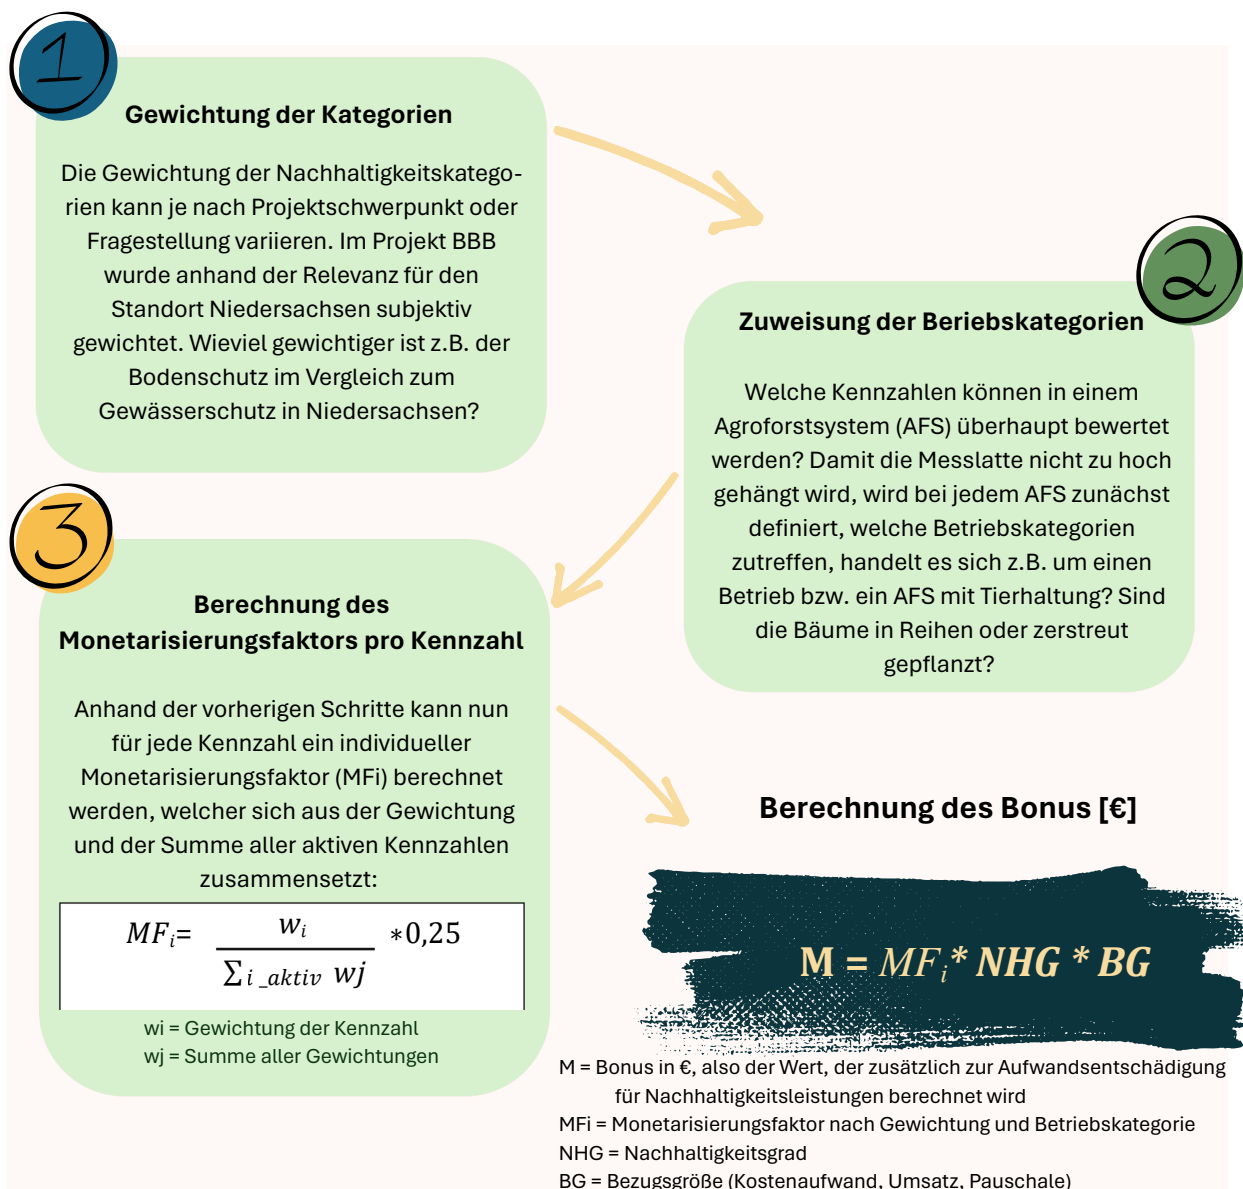 1
Gewichtung der Kategorien
Die Gewichtung der Nachhaltigkeitskatego-
rien kann je nach Projektschwerpunkt oder
Fragestellung variieren. Im Projekt BBB
wurde anhand der Relevanz für den
Standort Niedersachsen subjektiv
gewichtet. Wieviel gewichtiger ist z.B. der
Bodenschutz im Vergleich zum
Gewässerschutz in Niedersachsen?
2
Zuweisung der Beriebskategorien
Welche Kennzahlen können in einem
Agroforstsystem (AFS) überhaupt bewertet
werden? Damit die Messlatte nicht zu hoch
gehängt wird, wird bei jedem AFS zunächst
definiert, welche Betriebskategorien
zutreffen, handelt es sich z.B. um einen
Betrieb bzw. ein AFS mit Tierhaltung? Sind
die Bäume in Reihen oder zerstreut
gepflanzt?
3
Berechnung des
Monetarisierungsfaktors pro Kennzahl
Anhand der vorherigen Schritte kann nun
für jede Kennzahl ein individueller
Monetarisierungsfaktor (MFi) berechnet
werden, welcher sich aus der Gewichtung
und der Summe aller aktiven Kennzahlen
zusammensetzt:
MFi= wi *0,25
∑i_aktiv wj
wi = Gewichtung der Kennzahl
wj = Summe aller Gewichtungen
Berechnung des Bonus [€]
M = MFi* NHG * BG
M = Bonus in €, also der Wert, der zusätzlich zur Aufwandsentschädigung
für Nachhaltigkeitsleistungen berechnet wird
MFi = Monetarisierungsfaktor nach Gewichtung und Betriebskategorie
NHG = Nachhaltigkeitsgrad
BG = Bezugsgröße (Kostenaufwand, Umsatz, Pauschale)